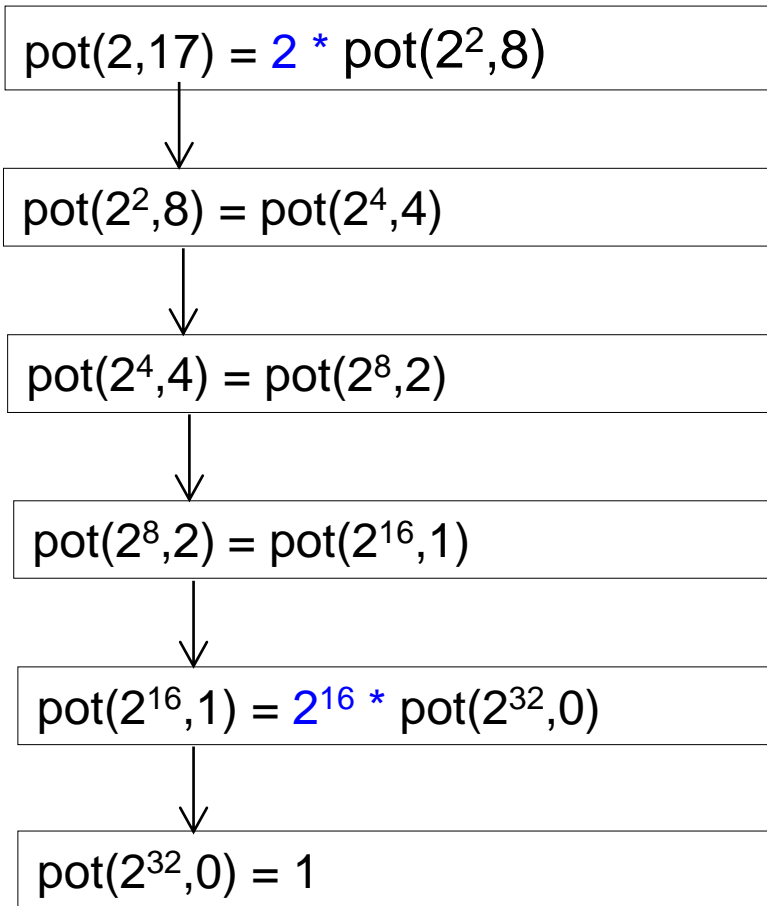 pot(2,17) = 2 * pot(2²,8)
pot(2²,8) = pot(2⁴,4)
pot(2⁴,4) = pot(2⁸,2)
pot(2⁸,2) = pot(2¹⁶,1)
pot(2¹⁶,1) = 2¹⁶ * pot(2³²,0)
pot(2³²,0) = 1